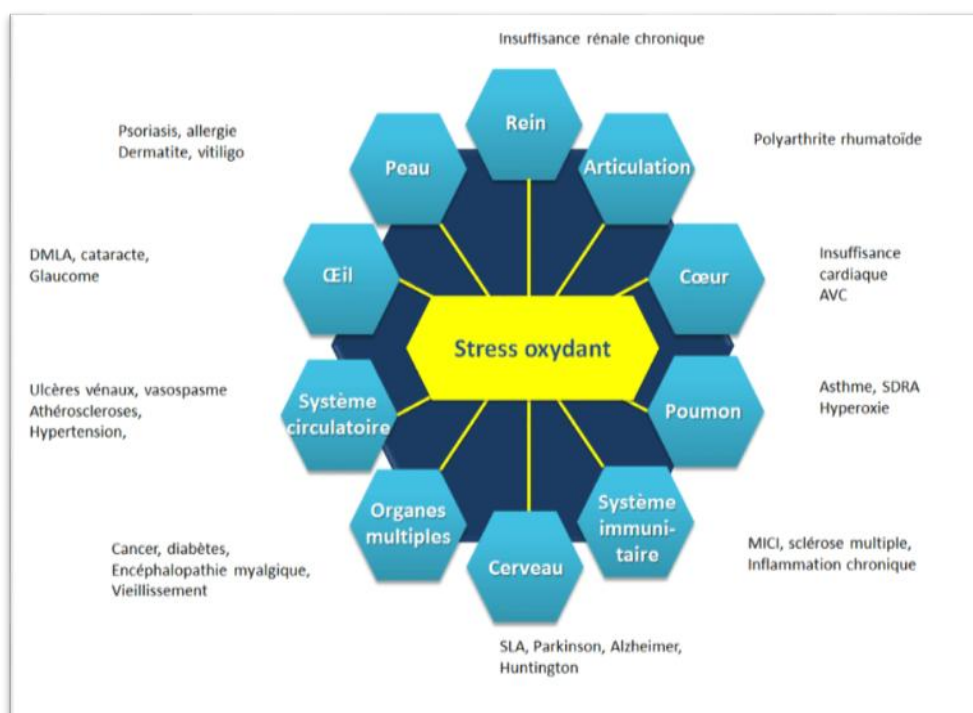 Insuffisance rénale chronique
Rein
Psoriasis, allergie
Dermatite, vitiligo
Peau
Articulation
Polyarthrite rhumatoïde
DMLA, cataracte,
Glaucome
Œil
Cœur
Insuffisance
cardiaque
AVC
Stress oxydant
Ulcères vénaux, vasospasme
Athéroscleroses,
Hypertension,
Système
circulatoire
Poumon
Asthme, SDRA
Hyperoxie
Organes
multiples
Système
immuni-
taire
Cancer, diabètes,
Encéphalopathie myalgique,
Vieillissement
Cerveau
MICI, sclérose multiple,
Inflammation chronique
SLA, Parkinson, Alzheimer,
Huntington